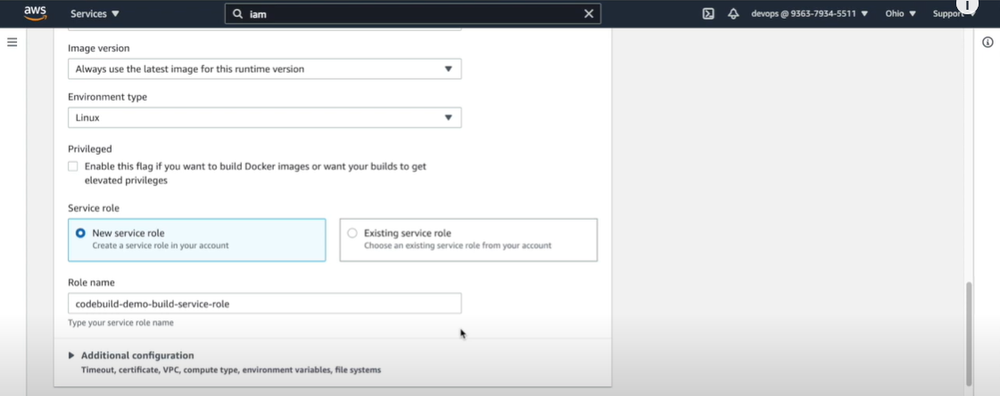 aws
Services ▼
iam
devops @ 9363-7934-5511 ▼
Ohio ▼
Support
Image version
Always use the latest image for this runtime version
Environment type
Linux
Privileged
Enable this flag if you want to build Docker images or want your builds to get
elevated privileges
Service role
New service role
Create a service role in your account
Existing service role
Choose an existing service role from your account
Role name
codebuild-demo-build-service-role
Type your service role name
Additional configuration
Timeout, certificate, VPC, compute type, environment variables, file systems